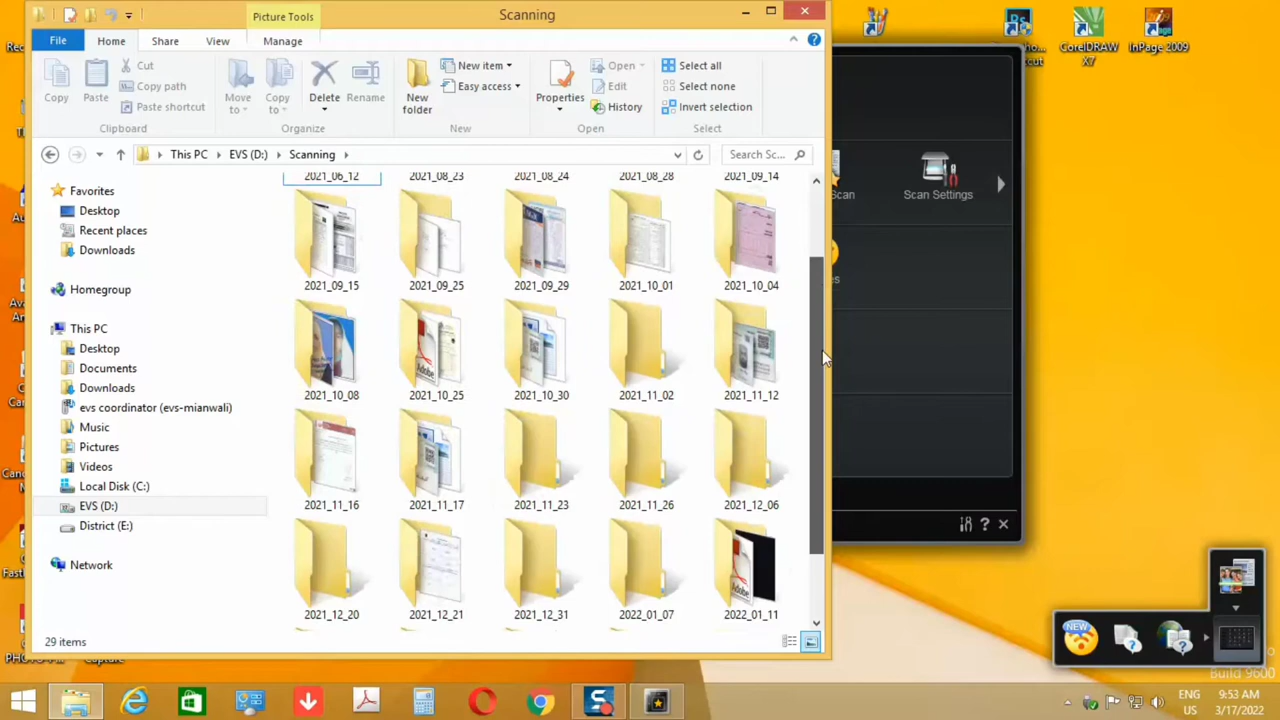 Picture Tools
Scanning
File
Home
Share
View
Manage
Copy
Paste
Cut
Copy path
Paste shortcut
Clipboard
Move to
Copy to
Delete
Rename
Organize
New folder
New item
Easy access
New
Properties
Open
Edit
History
Open
Select all
Select none
Invert selection
Select
This PC
EVS (D:)
Scanning
Search Sc...
Favorites
Desktop
Recent places
Downloads
Homegroup
This PC
Desktop
Documents
Downloads
evs coordinator (evs-mianwali)
Music
Pictures
Videos
Local Disk (C:)
EVS (D:)
District (E:)
Network
2021_06_12
2021_08_23
2021_08_24
2021_08_28
2021_09_14
2021_09_15
2021_09_25
2021_09_29
2021_10_01
2021_10_04
2021_10_08
2021_10_25
2021_10_30
2021_11_02
2021_11_12
2021_11_16
2021_11_17
2021_11_23
2021_11_26
2021_12_06
2021_12_20
2021_12_21
2021_12_31
2022_01_07
2022_01_11
29 items
CorelDRAW X7
InPage 2009
Scan Settings
NEW
Build 9600
ENG
US
9:53 AM
3/17/2022